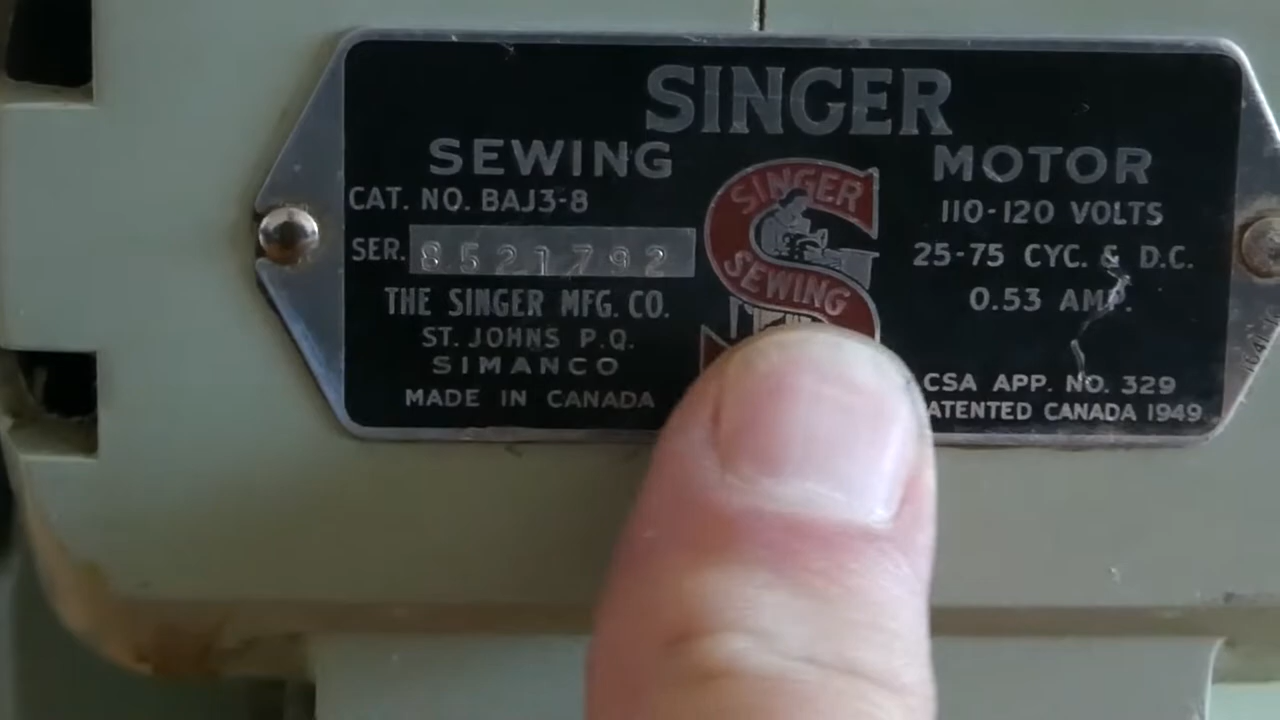 SINGER
SEWING
CAT. NO. BAJ3-8
SER. 8521792
THE SINGER MFG. CO.
ST. JOHNS P.Q.
SIMANCO
MADE IN CANADA
SINGER
SEWING
MOTOR
110-120 VOLTS
25-75 CYC. & D.C.
0.53 AMP.
CSA APP. NO. 329
ATENTED CANADA 1949